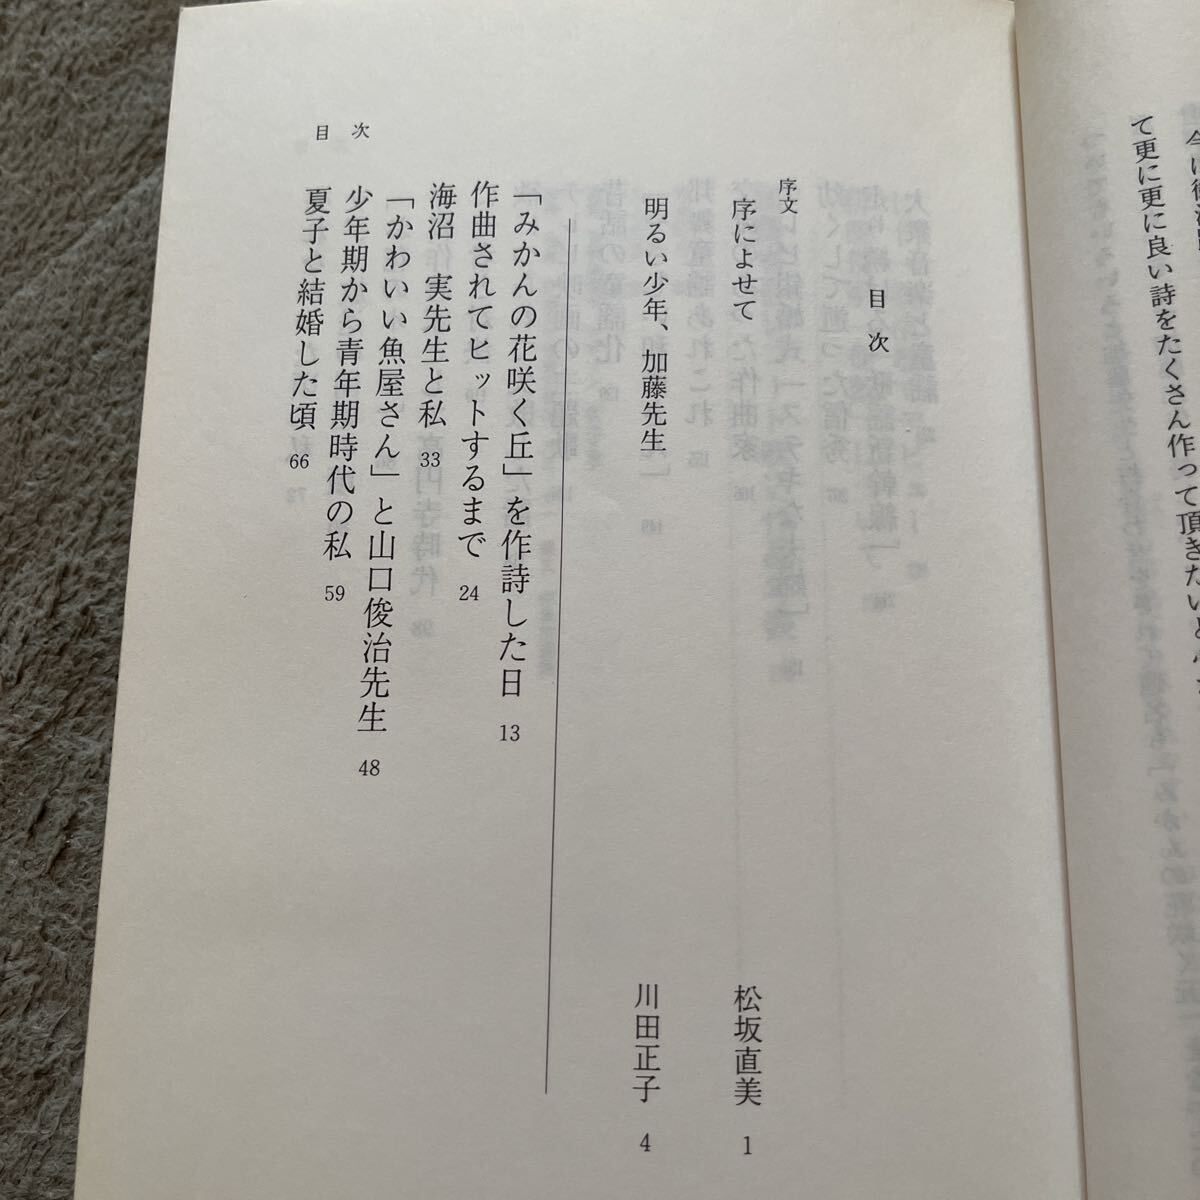 て更に更に良い詩をたくさん作って頂きたいと
目次
序文
序によせて 松坂直美 1
明るい少年、加藤先生 川田正子 4
「みかんの花咲く丘」を作詩した日 13
作曲されてヒットするまで 24
海沼 実先生と私 33
「かわいい魚屋さん」と山口俊治先生 48
少年期から青年期時代の私 59
夏子と結婚した頃 66
目次